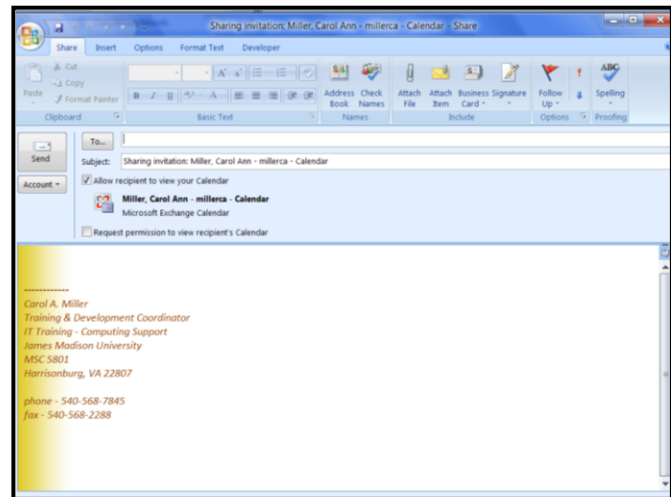 Sharing invitation: Miller, Carol Ann - millerca - Calendar - Share
Share Insert Options Format Text Developer
Cut
Copy
Format Painter
Paste
B I U
Address Book
Check Names
Attach File
Attach Item
Business Card
Signature
Follow Up
ABC
Spelling
Clipboard Basic Text Names Include Options Proofing
To...
Send
Subject: Sharing invitation: Miller, Carol Ann - millerca - Calendar
Account
Allow recipient to view your Calendar
Miller, Carol Ann - millerca - Calendar
Microsoft Exchange Calendar
Request permission to view recipient's Calendar
------------
Carol A. Miller
Training & Development Coordinator
IT Training - Computing Support
James Madison University
MSC 5801
Harrisonburg, VA 22807
phone - 540-568-7845
fax - 540-568-2288